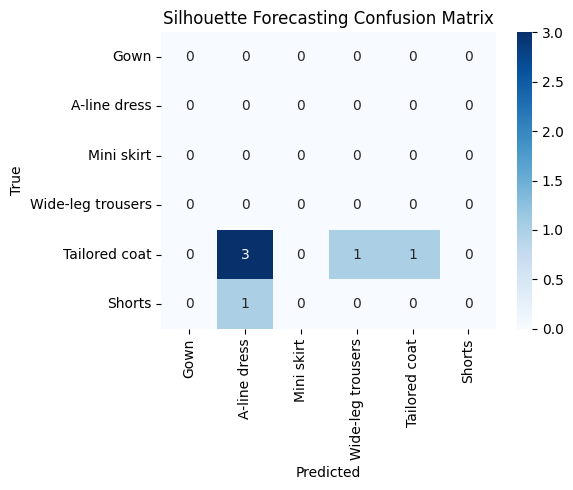 Silhouette Forecasting Confusion Matrix
True
Gown 0 0 0 0 0 0
A-line dress 0 0 0 0 0 0
Mini skirt 0 0 0 0 0 0
Wide-leg trousers 0 0 0 0 0 0
Tailored coat 0 3 0 1 1 0
Shorts 0 1 0 0 0 0
Gown
A-line dress
Mini skirt
Wide-leg trousers
Tailored coat
Shorts
Predicted
3.0
2.5
2.0
1.5
1.0
0.5
0.0